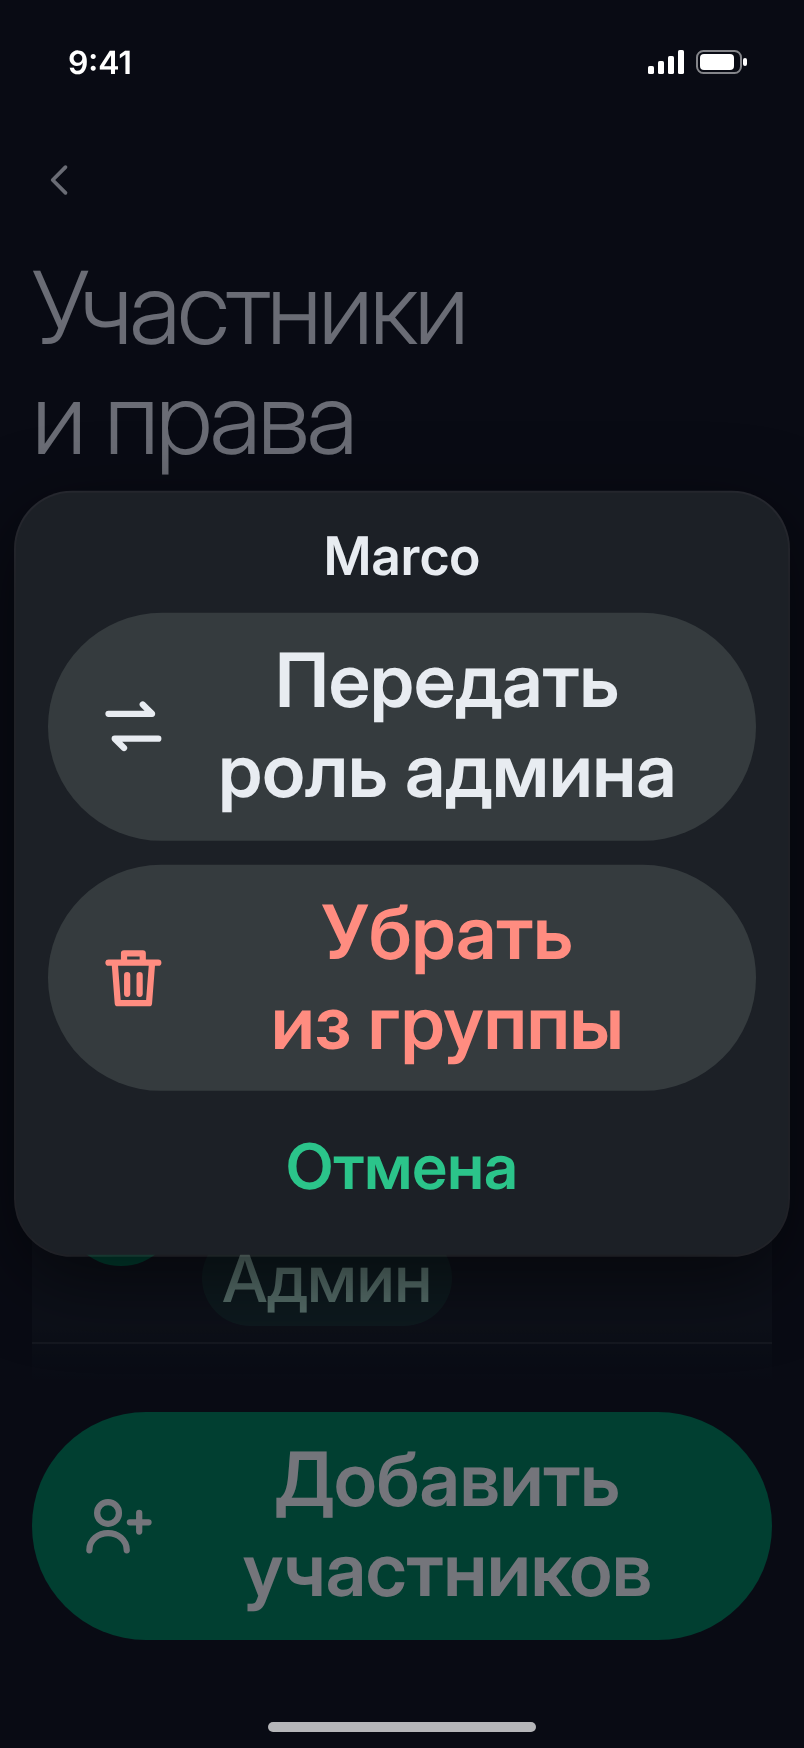 9:41
Участники
и права
Marco
Передать
роль админа
Убрать
из группы
Отмена
Админ
Добавить
участников